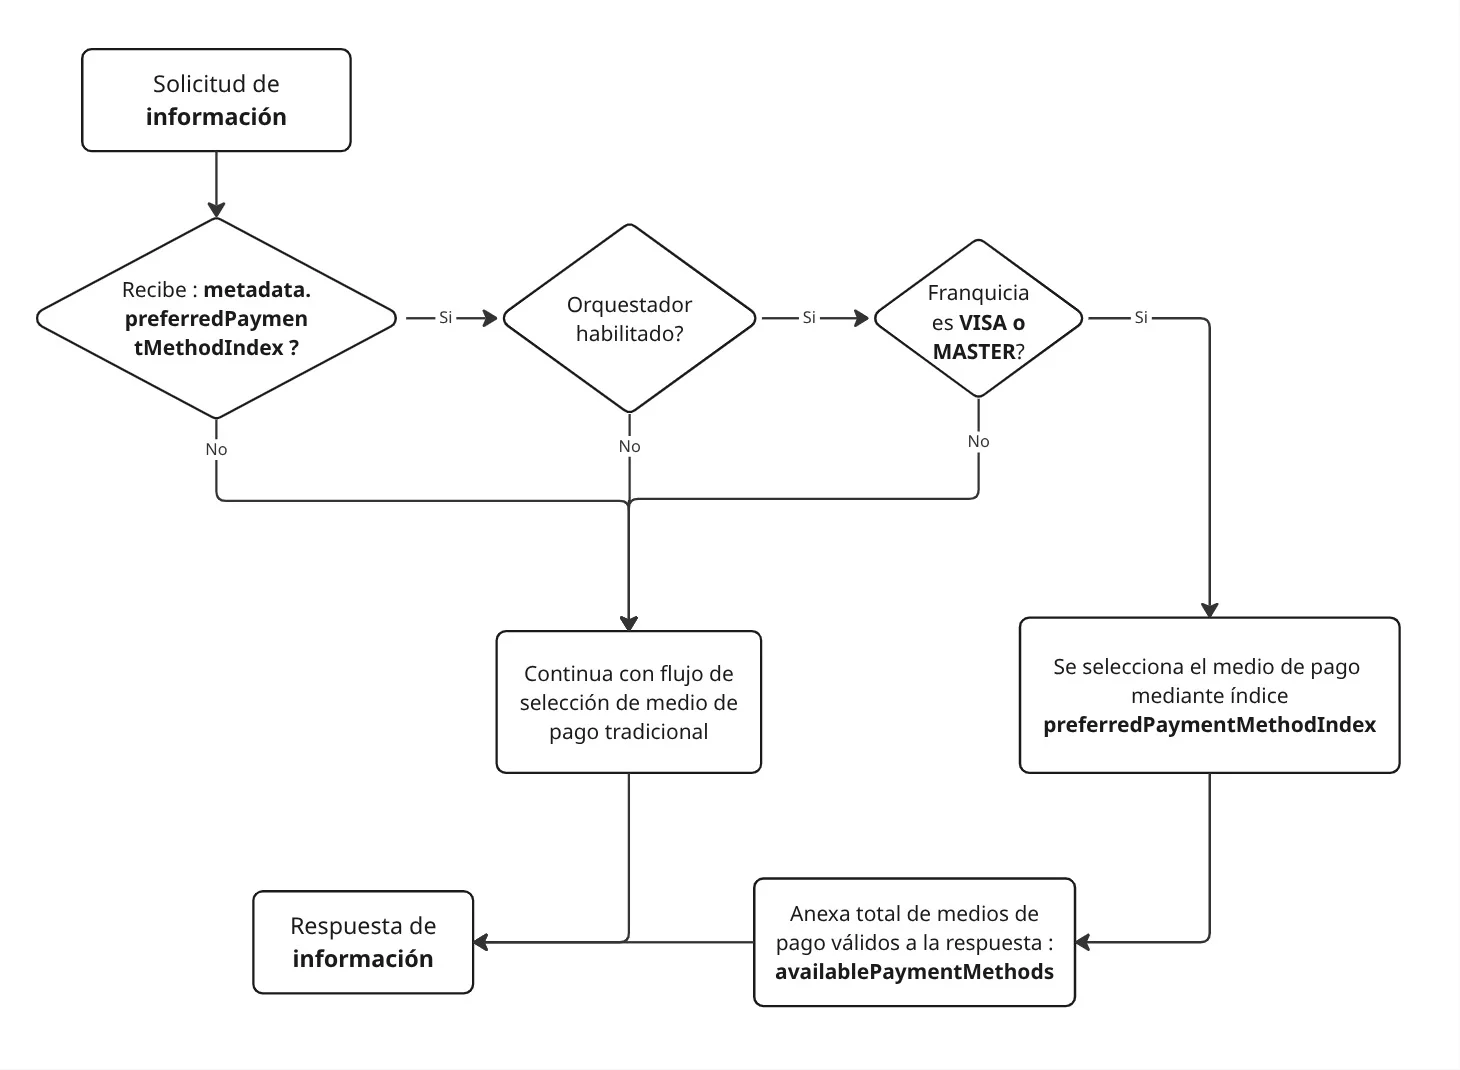 Solicitud de
información
Recibe : metadata.
preferredPaymen
tMethodIndex ?
Si
Orquestador
habilitado?
Si
Franquicia
es VISA o
MASTER?
Si
No
No
No
Continua con flujo de
selección de medio de
pago tradicional
Se selecciona el medio de pago
mediante índice
preferredPaymentMethodIndex
Respuesta de
información
Anexa total de medios de
pago válidos a la respuesta :
availablePaymentMethods